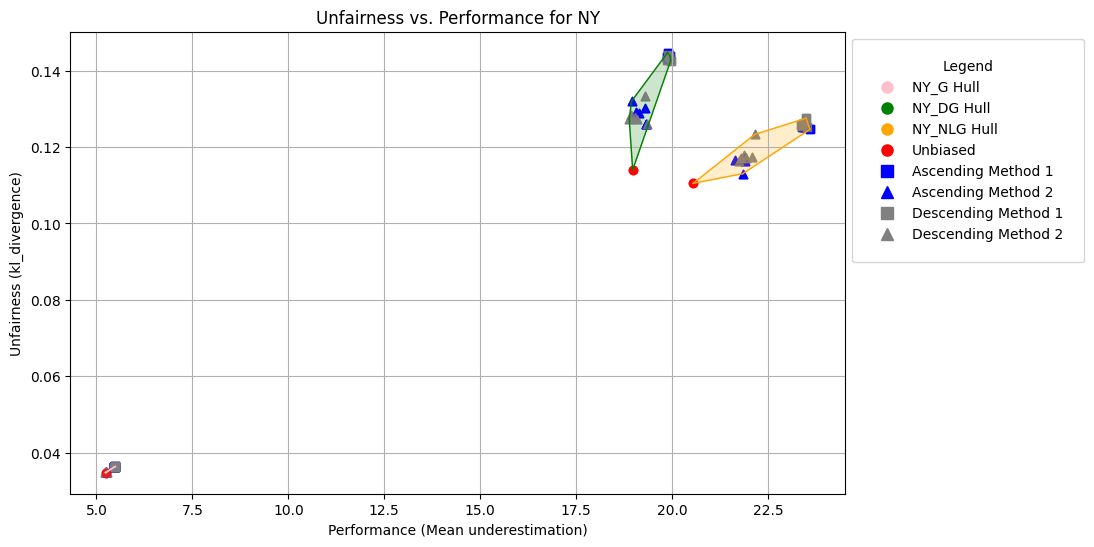 Unfairness vs. Performance for NY
Unfairness (kl_divergence)
0.14
0.12
0.10
0.08
0.06
0.04
5.0 7.5 10.0 12.5 15.0 17.5 20.0 22.5
Performance (Mean underestimation)
Legend
NY_G Hull
NY_DG Hull
NY_NLG Hull
Unbiased
Ascending Method 1
Ascending Method 2
Descending Method 1
Descending Method 2